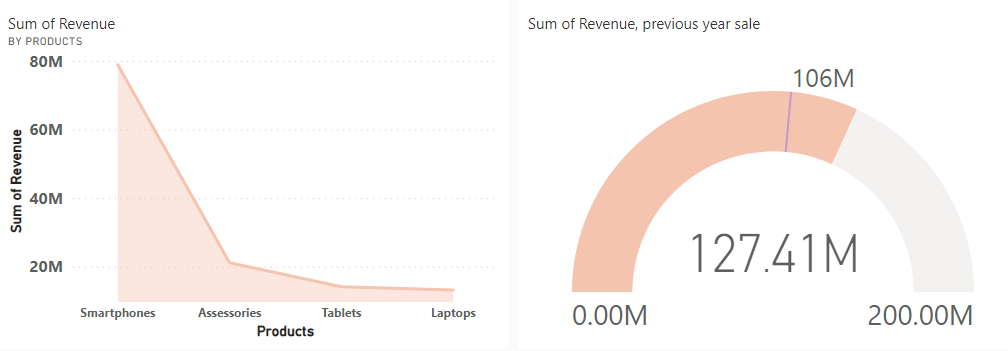 Sum of Revenue
BY PRODUCTS
80M
60M
40M
20M
Sum of Revenue
Smartphones Assessories Tablets Laptops
Products
Sum of Revenue, previous year sale
106M
127.41M
0.00M 200.00M